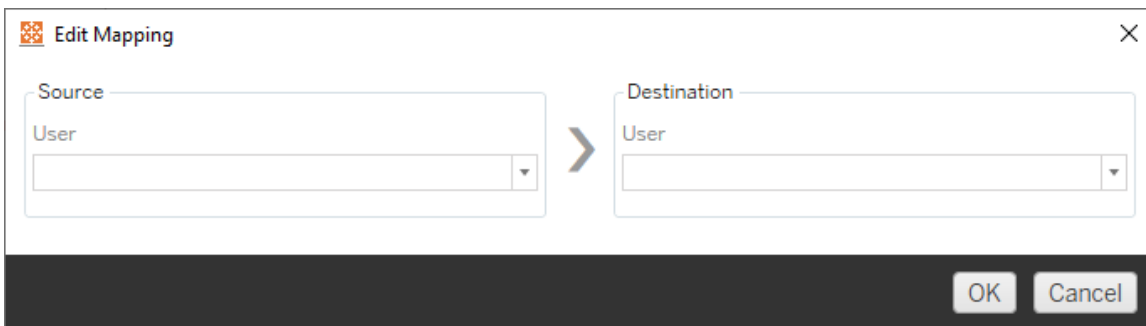 Edit Mapping
Source
User
Destination
User
OK
Cancel